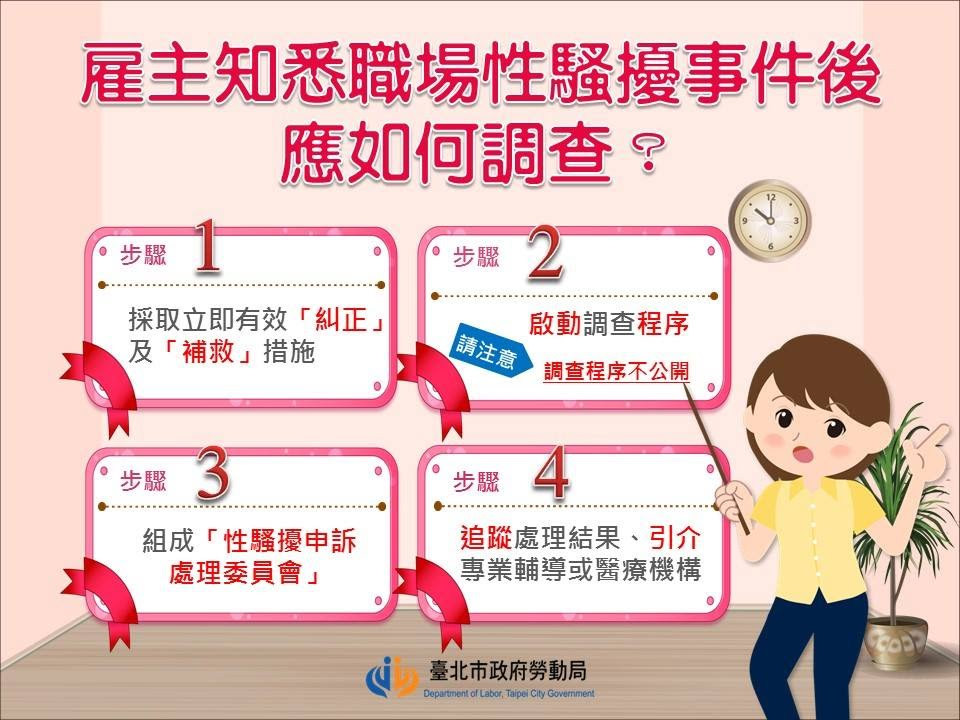 雇主知悉職場性騷擾事件後
應如何調查？
步驟 1
採取立即有效「糾正」
及「補救」措施
步驟 2
啟動調查程序
請注意
調查程序不公開
步驟 3
組成「性騷擾申訴
處理委員會」
步驟 4
追蹤處理結果、引介
專業輔導或醫療機構
12
3
6
9
臺北市政府勞動局
Department of Labor, Taipei City Government